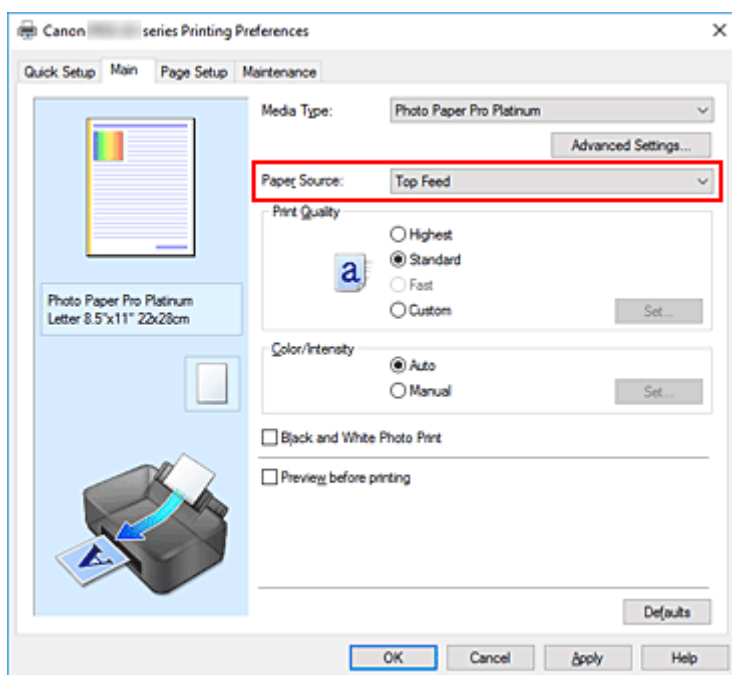 Canon series Printing Preferences
Quick Setup Main Page Setup Maintenance
Media Type: Photo Paper Pro Platinum
Advanced Settings...
Paper Source: Top Feed
Print Quality
Highest
a Standard
Fast
Custom Set...
Photo Paper Pro Platinum
Letter 8.5"x11" 22x28cm
Color/Intensity
Auto
Manual Set...
Black and White Photo Print
Preview before printing
A
Defaults
OK Cancel Apply Help